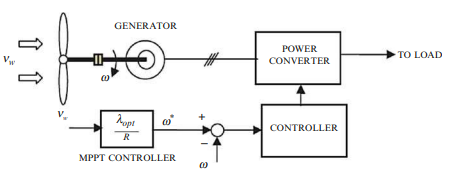 GENERATOR
v_w
ω
POWER
CONVERTER
TO LOAD
v_w
λ_opt
R
ω*
+
−
ω
CONTROLLER
MPPT CONTROLLER